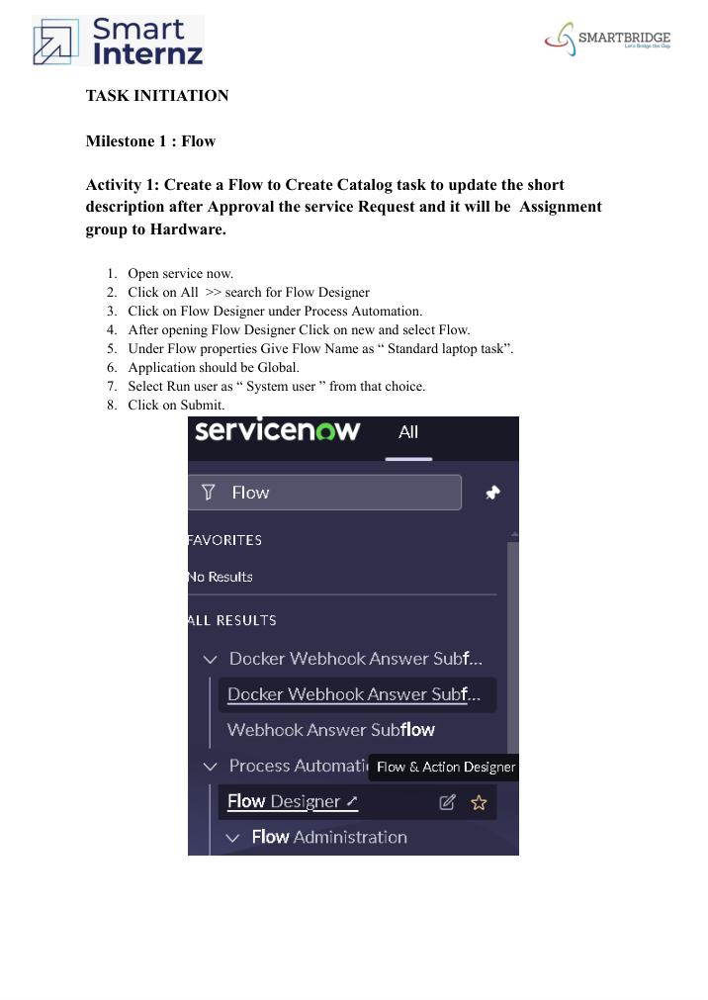 Smart
Internz
SMARTBRIDGE
Let's Bridge the Gap
TASK INITIATION
Milestone 1 : Flow
Activity 1: Create a Flow to Create Catalog task to update the short
description after Approval the service Request and it will be  Assignment
group to Hardware.
1. Open service now.
2. Click on All  >> search for Flow Designer
3. Click on Flow Designer under Process Automation.
4. After opening Flow Designer Click on new and select Flow.
5. Under Flow properties Give Flow Name as “ Standard laptop task”.
6. Application should be Global.
7. Select Run user as “ System user ” from that choice.
8. Click on Submit.
servicenow All
Flow
FAVORITES
No Results
ALL RESULTS
Docker Webhook Answer Subf...
Docker Webhook Answer Subf...
Webhook Answer Subflow
Process Automati Flow & Action Designer
Flow Designer
Flow Administration